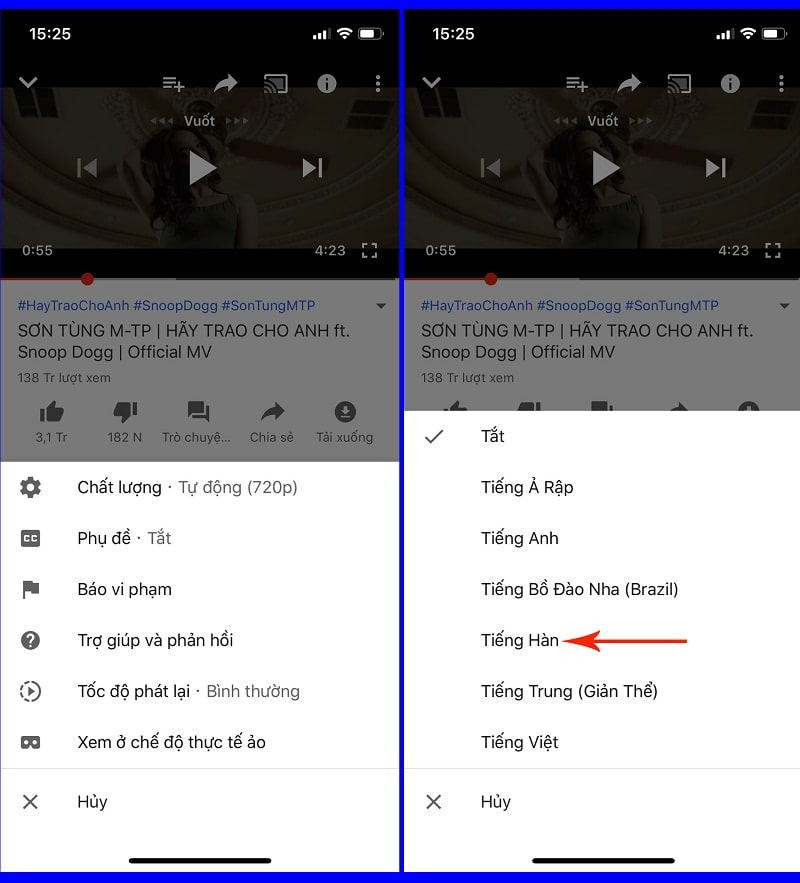 15:25
Vuốt
0:55
4:23
#HayTraoChoAnh #SnoopDogg #SonTungMTP
SƠN TÙNG M-TP | HÃY TRAO CHO ANH ft.
Snoop Dogg | Official MV
138 Tr lượt xem
3,1 Tr
182 N
Trò chuyệ...
Chia sẻ
Tải xuống
Chất lượng · Tự động (720p)
CC
Phụ đề · Tắt
Báo vi phạm
Trợ giúp và phản hồi
Tốc độ phát lại · Bình thường
Xem ở chế độ thực tế ảo
Hủy
15:25
Vuốt
0:55
4:23
#HayTraoChoAnh #SnoopDogg #SonTungMTP
SƠN TÙNG M-TP | HÃY TRAO CHO ANH ft.
Snoop Dogg | Official MV
138 Tr lượt xem
Tắt
Tiếng Ả Rập
Tiếng Anh
Tiếng Bồ Đào Nha (Brazil)
Tiếng Hàn
Tiếng Trung (Giản Thể)
Tiếng Việt
Hủy